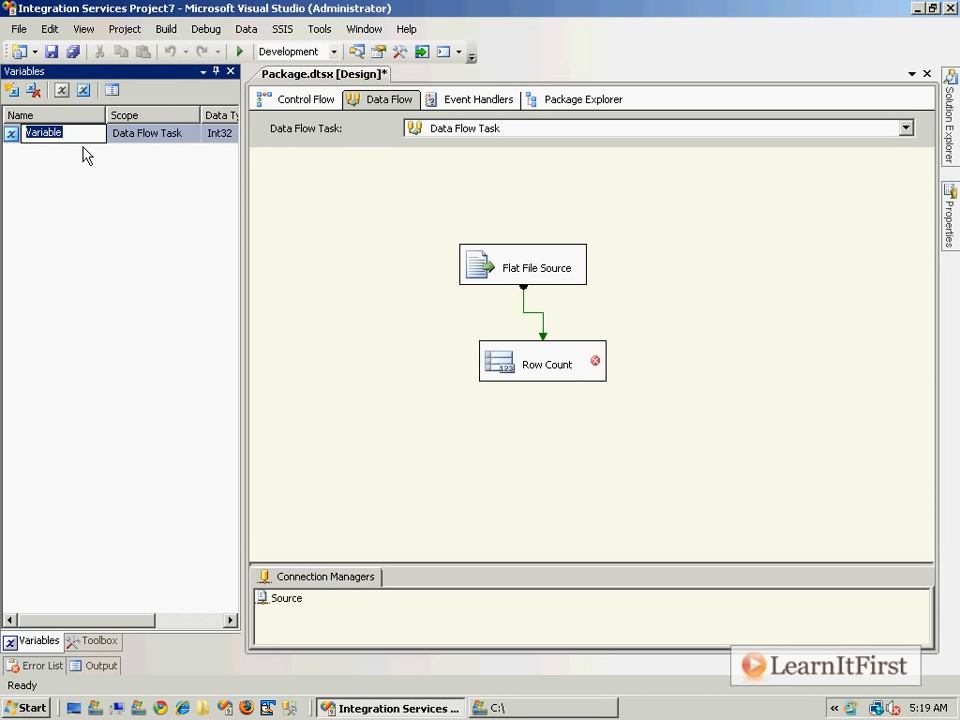 Integration Services Project7 - Microsoft Visual Studio (Administrator)
File Edit View Project Build Debug Data SSIS Tools Window Help
Development
Variables
Name Scope Data Ty
Variable Data Flow Task Int32
Package.dtsx [Design]*
Control Flow Data Flow Event Handlers Package Explorer
Data Flow Task: Data Flow Task
Flat File Source
Row Count
Connection Managers
Source
Solution Explorer
Properties
Variables Toolbox
Error List Output
Ready
LearnItFirst
Start Integration Services ... C:\ 5:19 AM